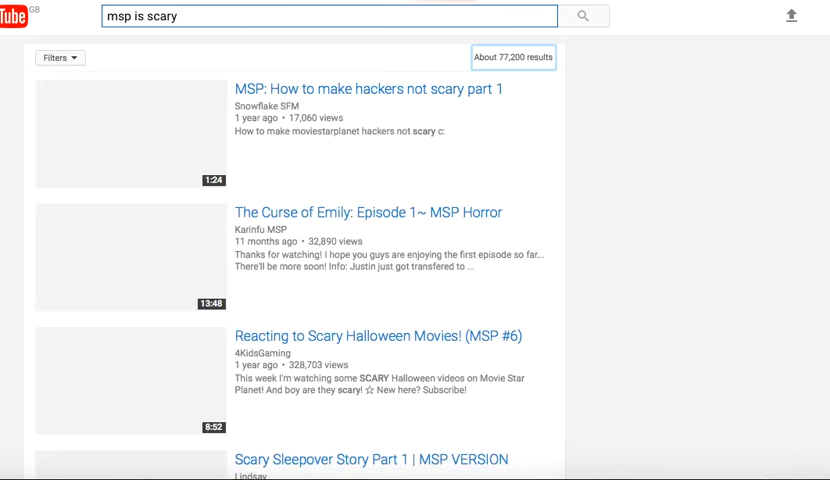 Tube GB
msp is scary
Filters
About 77,200 results
MSP: How to make hackers not scary part 1
Snowflake SFM
1 year ago • 17,060 views
How to make moviestarplanet hackers not scary c:
1:24
The Curse of Emily: Episode 1~ MSP Horror
Karinfu MSP
11 months ago • 32,890 views
Thanks for watching! I hope you guys are enjoying the first episode so far...
There'll be more soon! Info: Justin just got transfered to ...
13:48
Reacting to Scary Halloween Movies! (MSP #6)
4KidsGaming
1 year ago • 328,703 views
This week I'm watching some SCARY Halloween videos on Movie Star
Planet! And boy are they scary! ☆ New here? Subscribe!
8:52
Scary Sleepover Story Part 1 | MSP VERSION
Lindsay